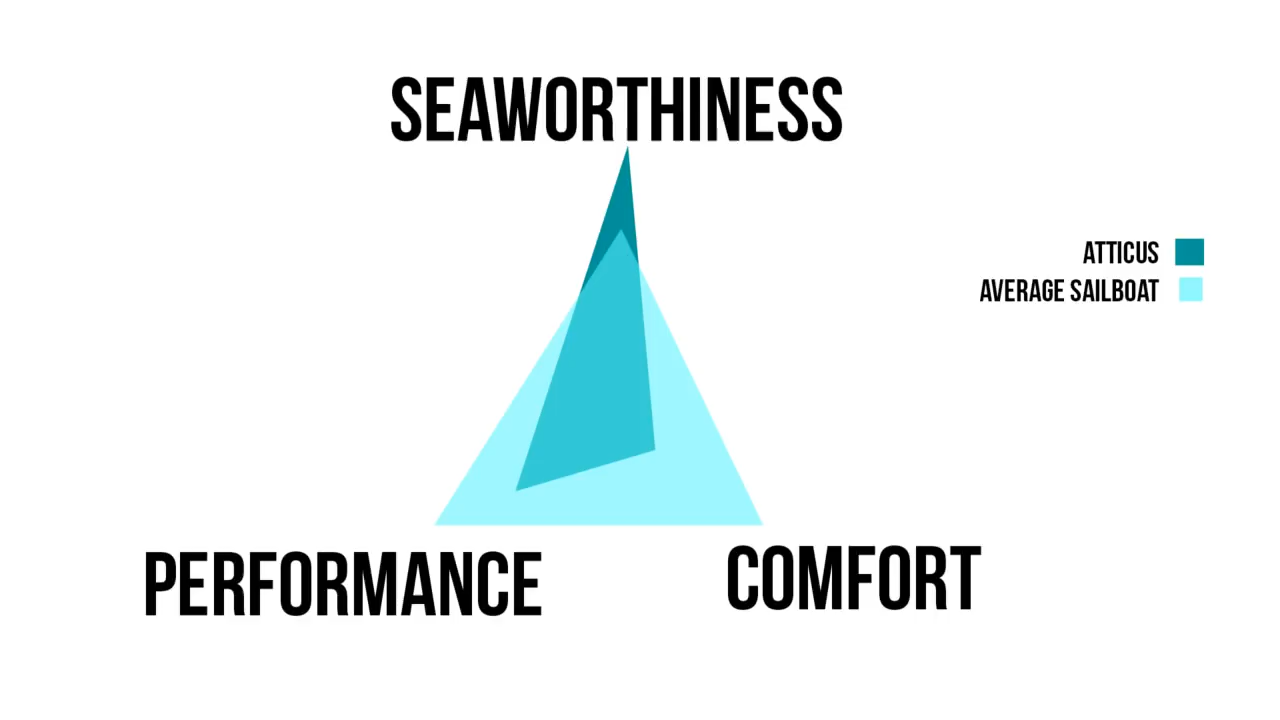 SEAWORTHINESS
ATTICUS
AVERAGE SAILBOAT
PERFORMANCE
COMFORT